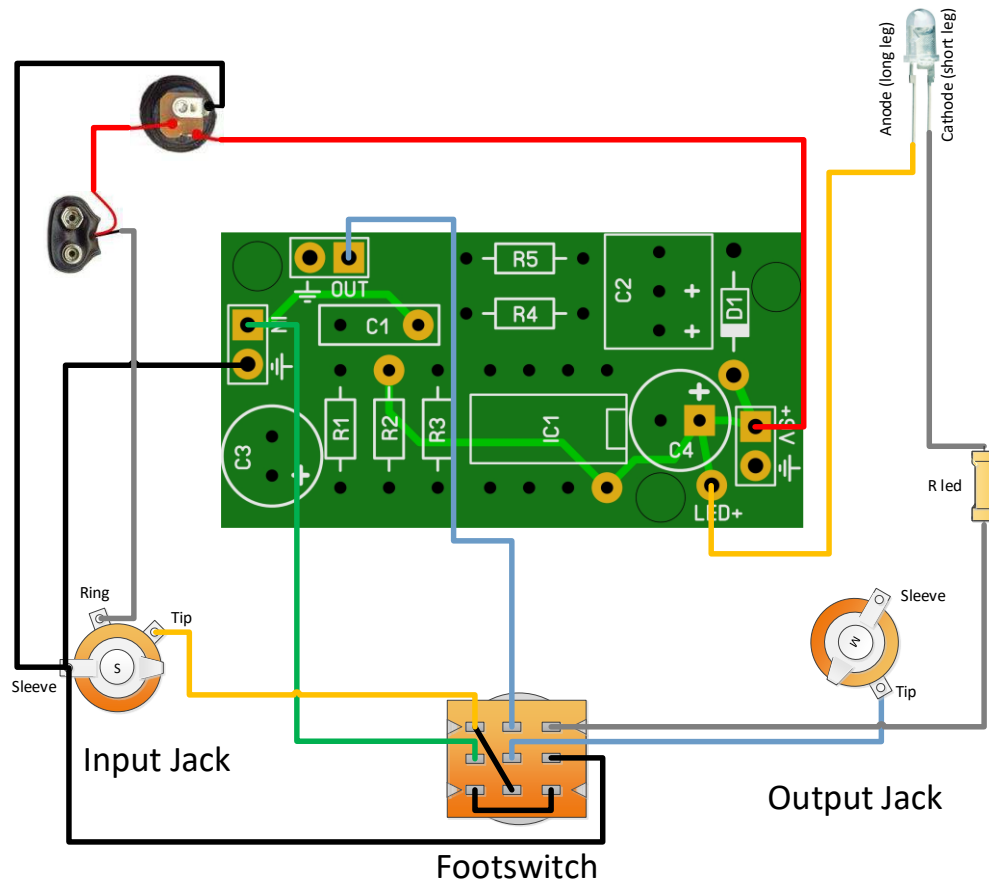 Anode (long leg)
Cathode (short leg)
OUT
R5
C2
+
+
D1
IN
C1
R4
R1
R2
R3
IC1
+
C4
VS+
C3
+
LED+
R led
Ring
Tip
S
Sleeve
Input Jack
Sleeve
M
Tip
Output Jack
Footswitch